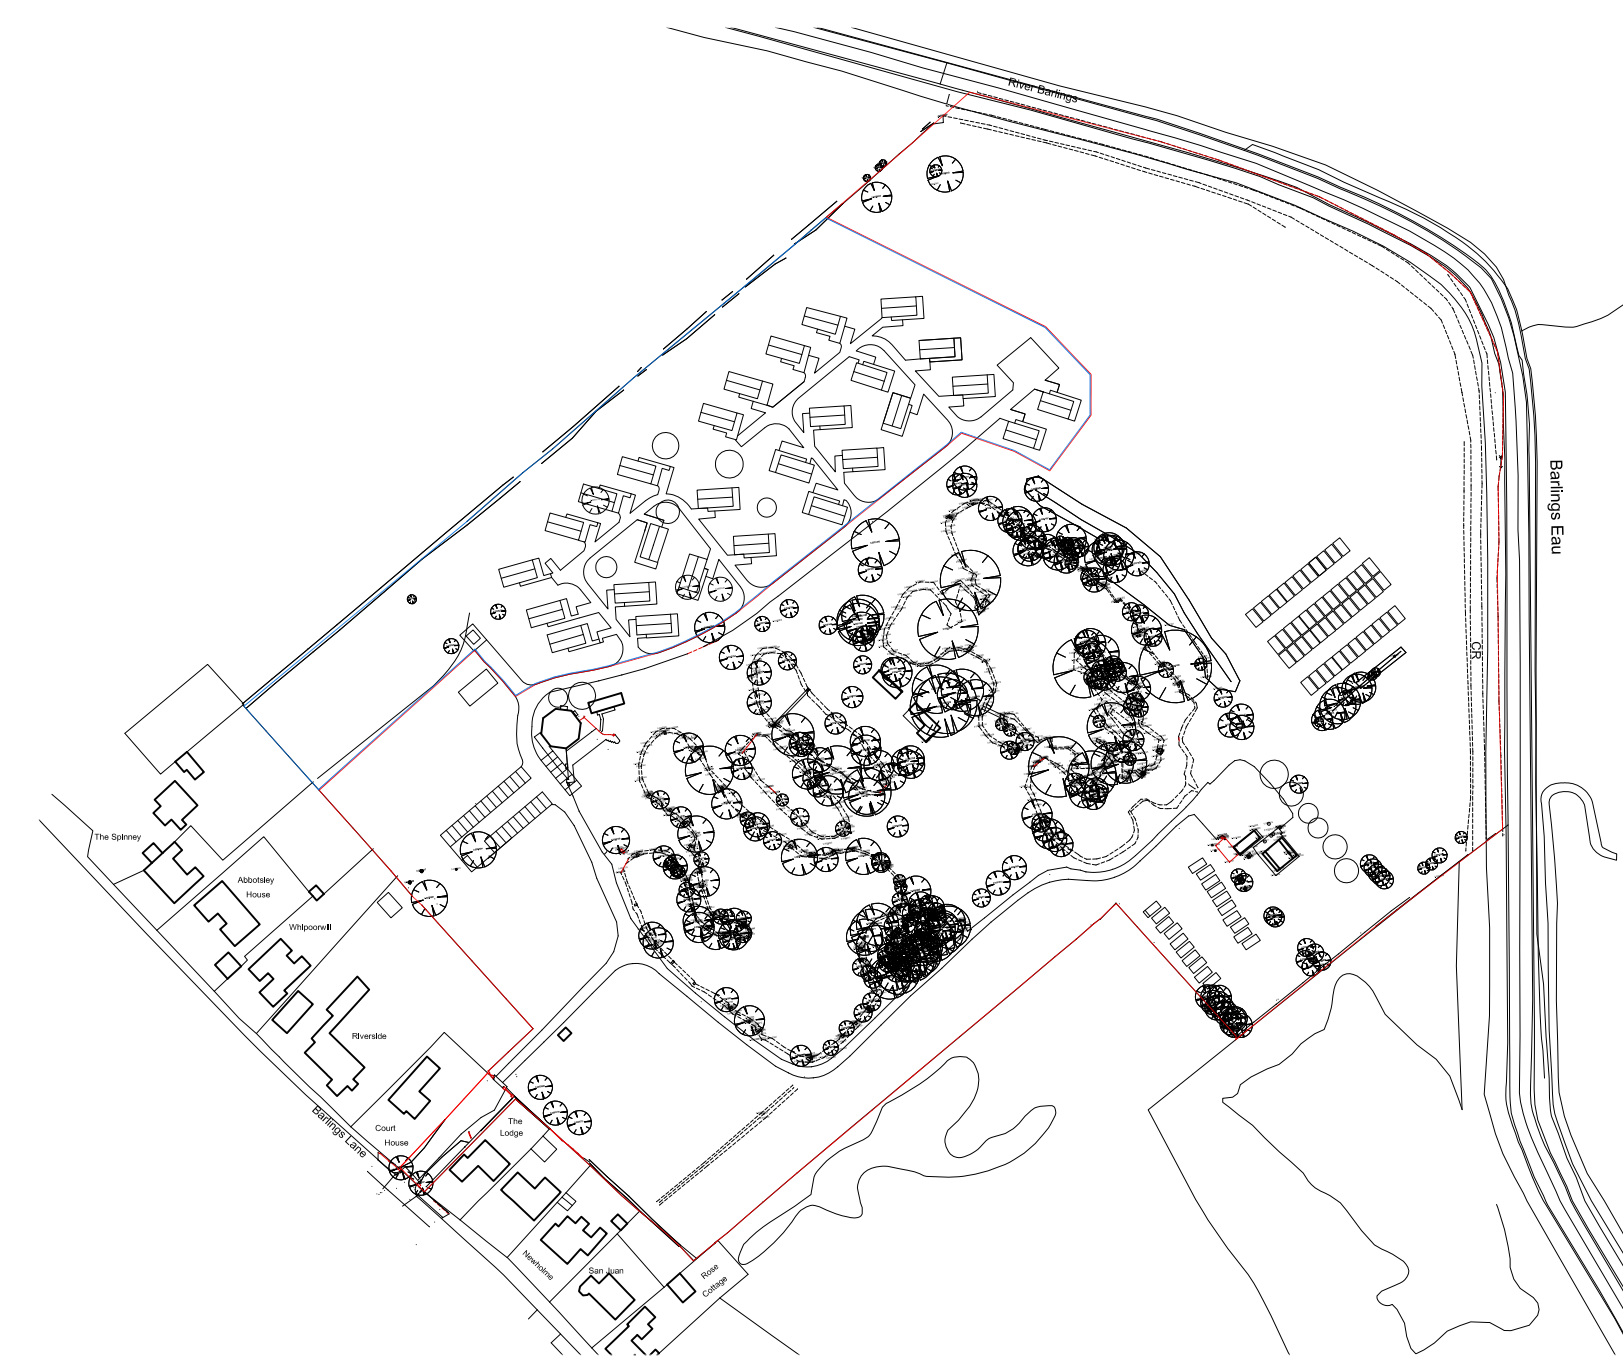 River Barlings
Barlings Eau
CR
The Spinney
Abbotsley
House
Whipoorwill
Riverside
Court
House
Barlings Lane
The
Lodge
Newholme
San Juan
Rose
Cottage